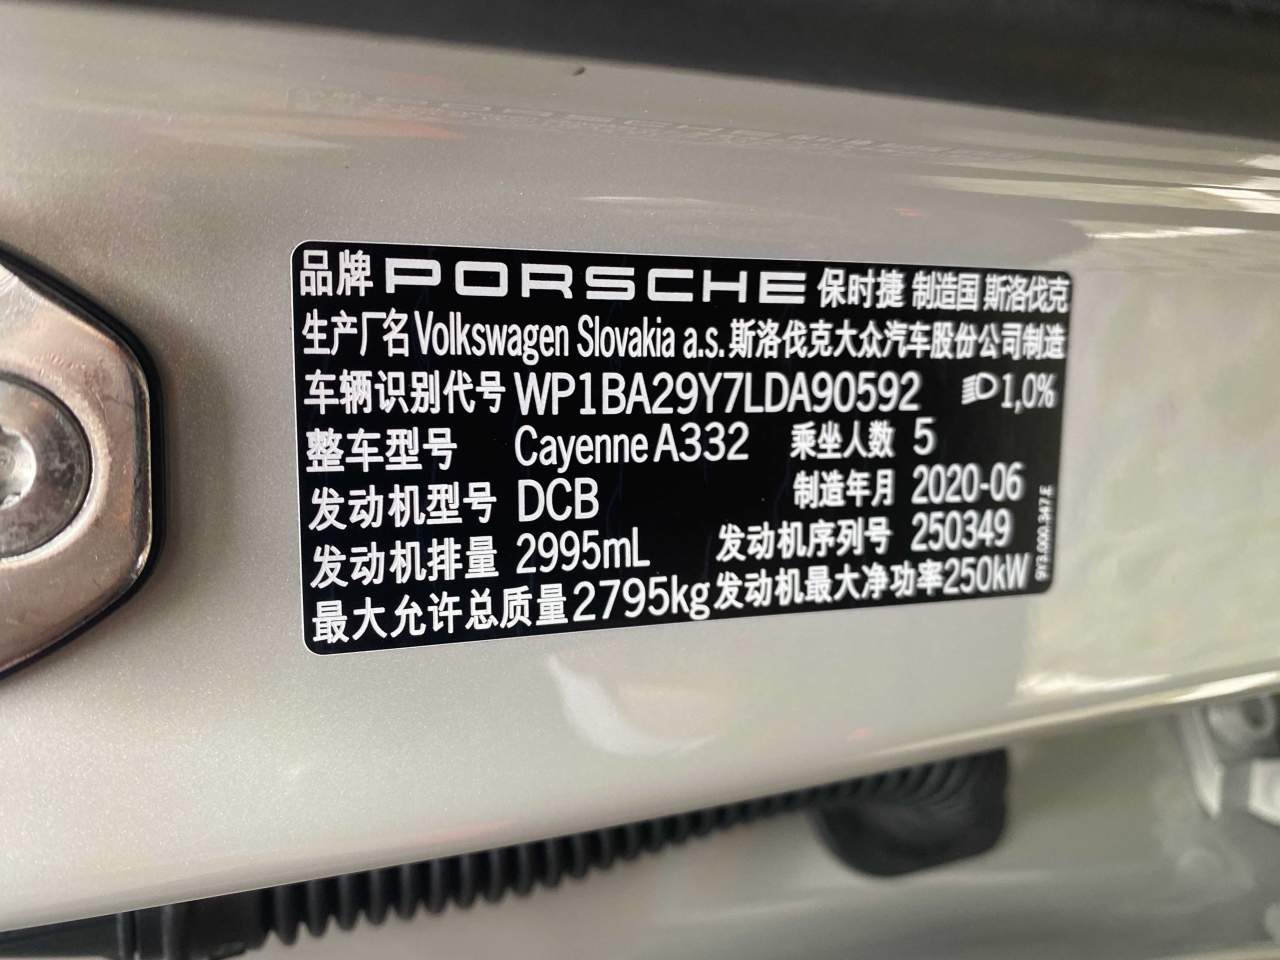 品牌 PORSCHE 保时捷 制造国 斯洛伐克
生产厂名 Volkswagen Slovakia a.s. 斯洛伐克大众汽车股份公司制造
车辆识别代号 WP1BA29Y7LDA90592 1,0%
整车型号 Cayenne A332 乘坐人数 5
发动机型号 DCB 制造年月 2020-06
发动机排量 2995mL 发动机序列号 250349
最大允许总质量 2795kg 发动机最大净功率 250kW
9Y3.000.347.E